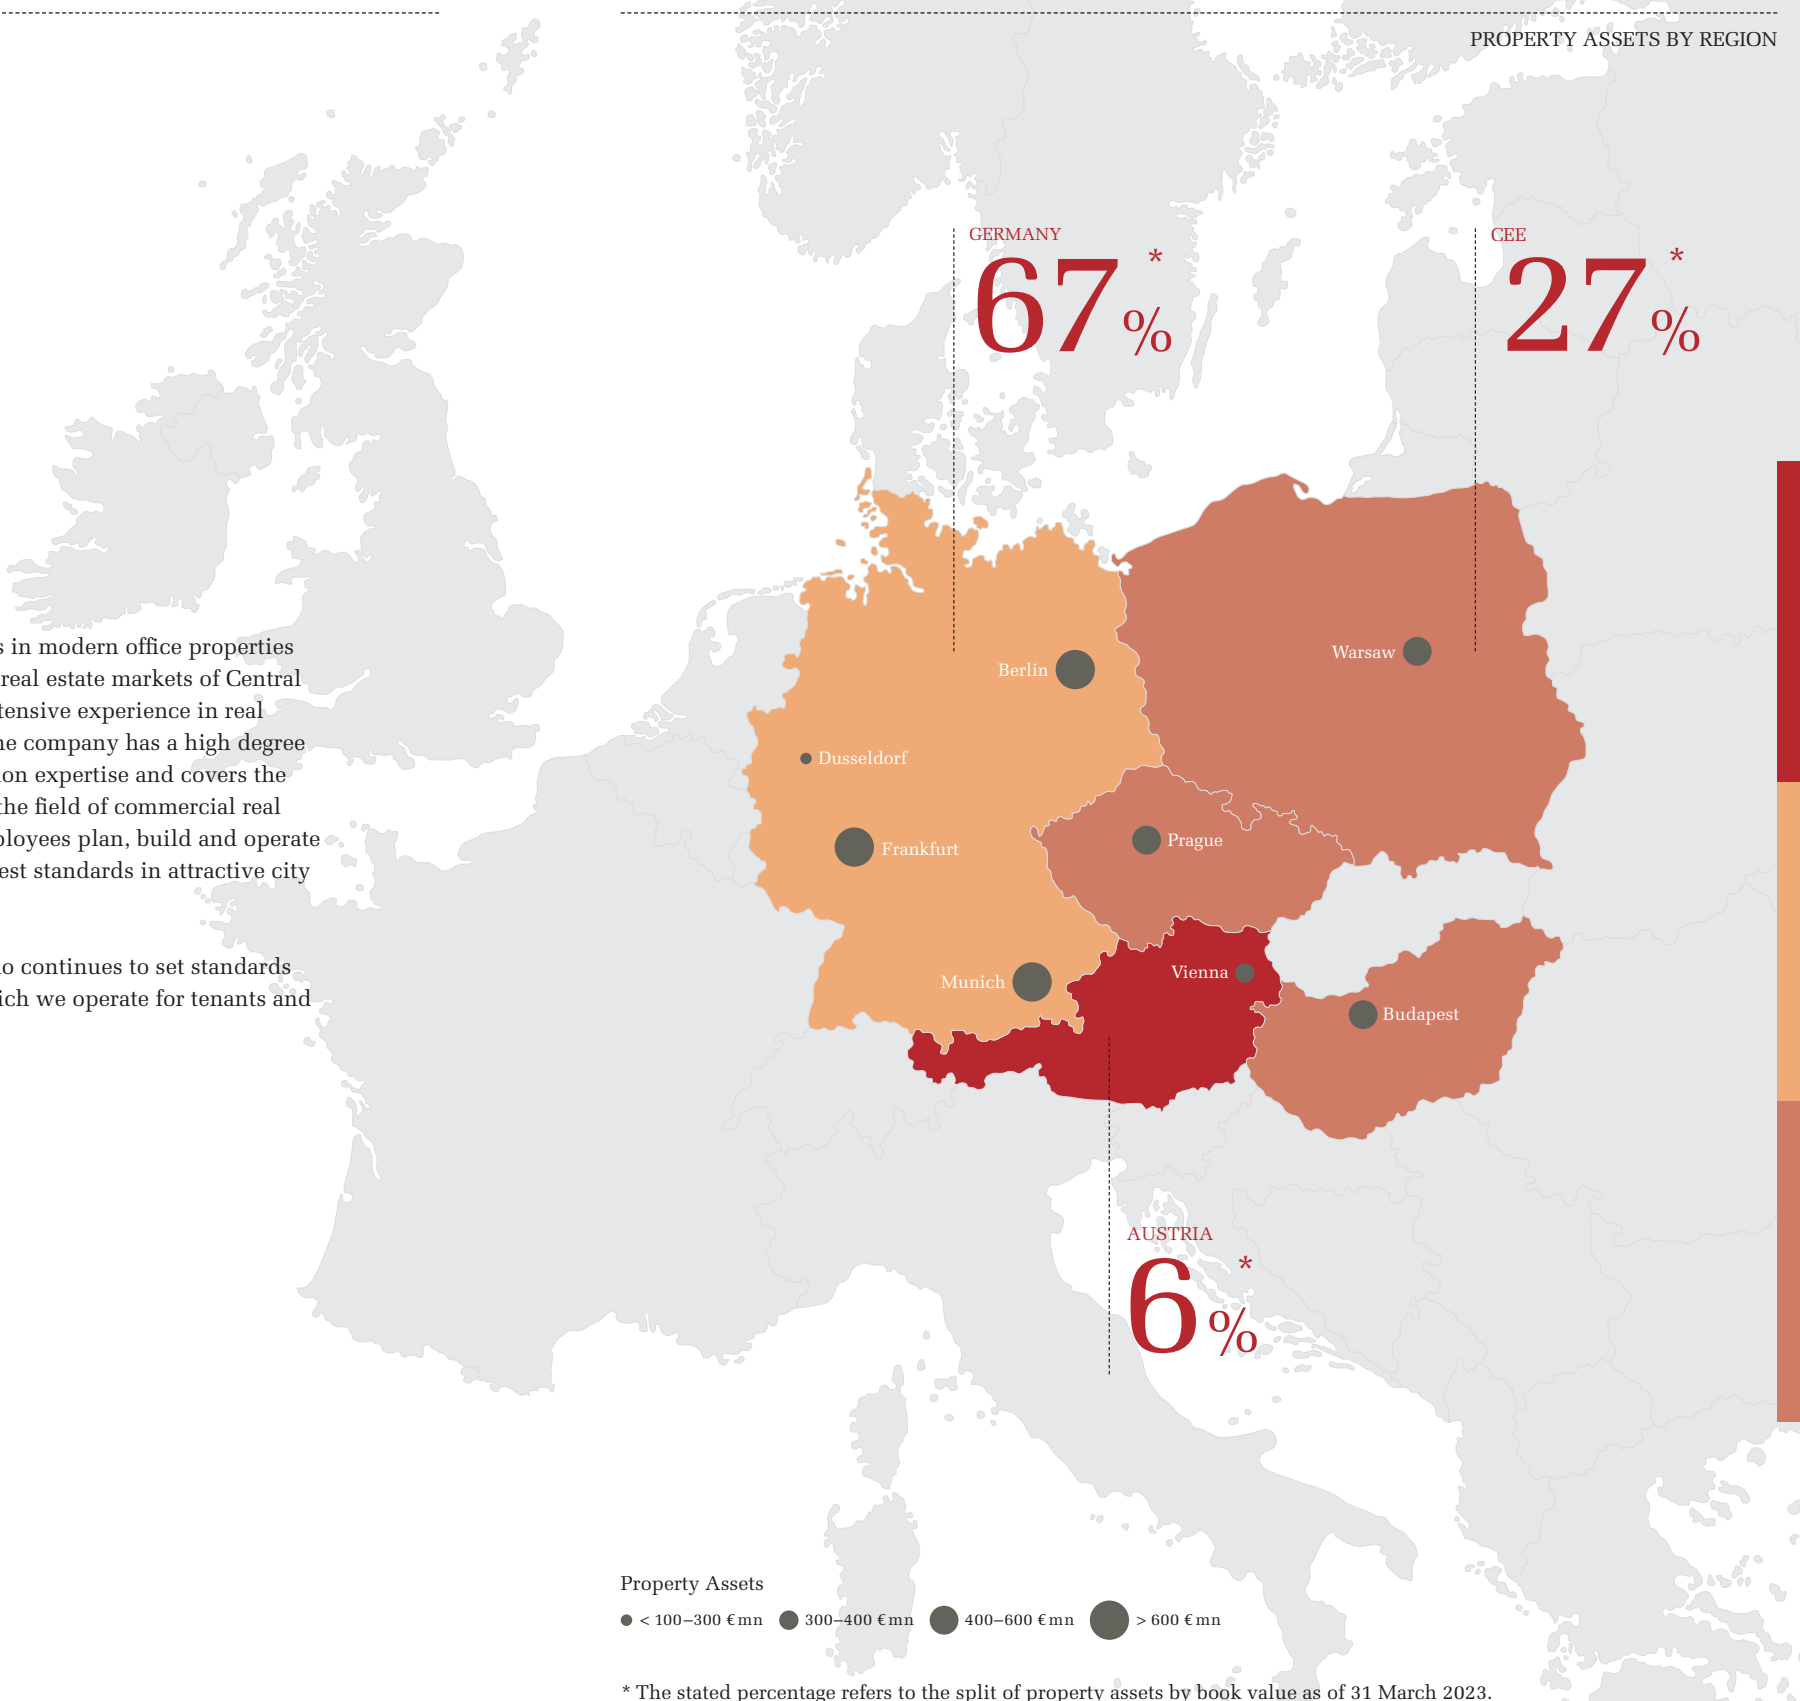 PROPERTY ASSETS BY REGION
s in modern office properties
real estate markets of Central
tensive experience in real
ne company has a high degree
ion expertise and covers the
the field of commercial real
ployees plan, build and operate
est standards in attractive city
io continues to set standards
ich we operate for tenants and
GERMANY
67%*
CEE
27%*
Berlin
Warsaw
Dusseldorf
Frankfurt
Prague
Munich
Vienna
Budapest
AUSTRIA
6%*
Property Assets
< 100–300 € mn 300–400 € mn 400–600 € mn > 600 € mn
* The stated percentage refers to the split of property assets by book value as of 31 March 2023.